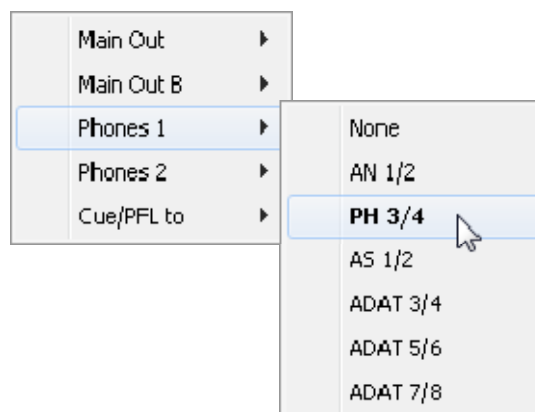 Main Out
Main Out B
Phones 1
Phones 2
Cue/PFL to
None
AN 1/2
PH 3/4
AS 1/2
ADAT 3/4
ADAT 5/6
ADAT 7/8